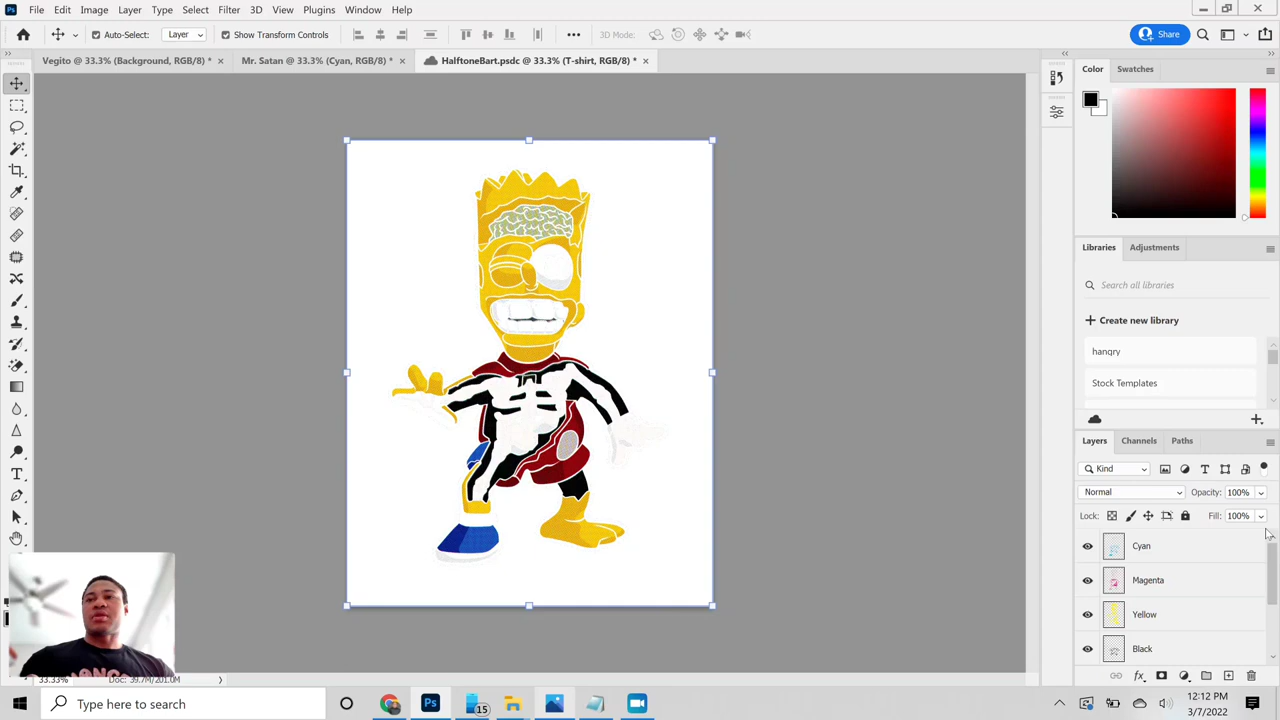 Ps File Edit Image Layer Type Select Filter 3D View Plugins Window Help
Auto-Select: Layer Show Transform Controls 3D Mode: Share
Vegito @ 33.3% (Background, RGB/8) * × Mr. Satan @ 33.3% (Cyan, RGB/8) * × HalftoneBart.psdc @ 33.3% (T-shirt, RGB/8) * ×
Color Swatches
Libraries Adjustments
Search all libraries
+ Create new library
hangry
Stock Templates
Layers Channels Paths
Kind
Normal Opacity: 100%
Lock: Fill: 100%
Cyan
Magenta
Yellow
Black
33.33% Doc: 39.7M/201.0M
Type here to search
Ps
15
12:12 PM
3/7/2022